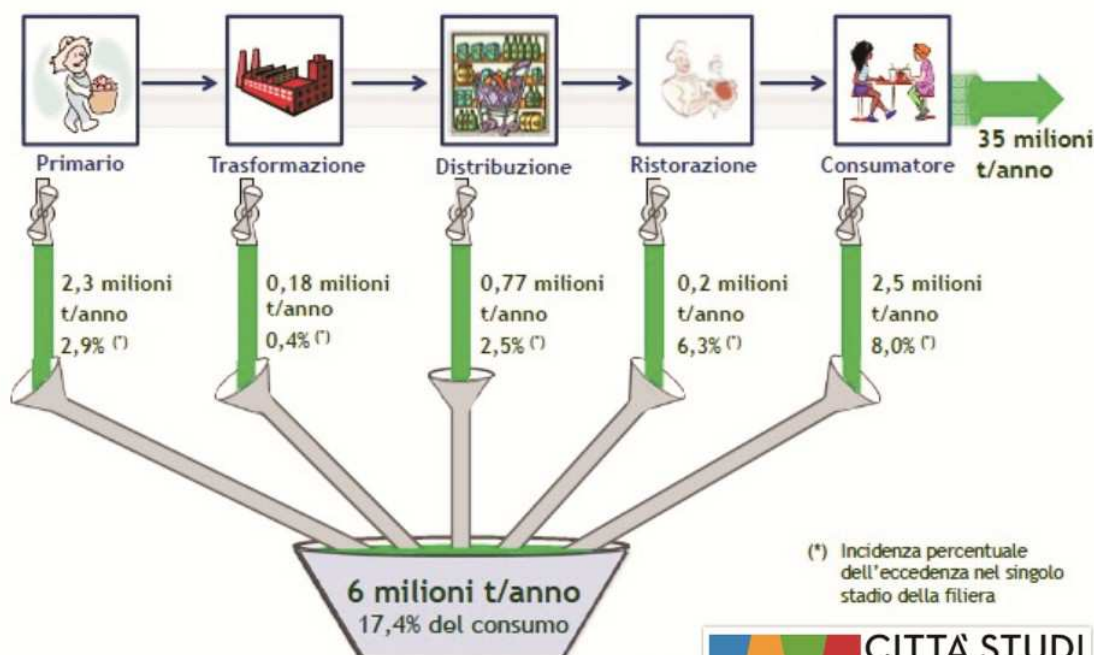 Primario
Trasformazione
Distribuzione
Ristorazione
Consumatore
35 milioni
t/anno
2,3 milioni
t/anno
2,9% (*)
0,18 milioni
t/anno
0,4% (*)
0,77 milioni
t/anno
2,5% (*)
0,2 milioni
t/anno
6,3% (*)
2,5 milioni
t/anno
8,0% (*)
6 milioni t/anno
17,4% del consumo
(*) Incidenza percentuale
dell'eccedenza nel singolo
stadio della filiera
CITTÀ STUDI